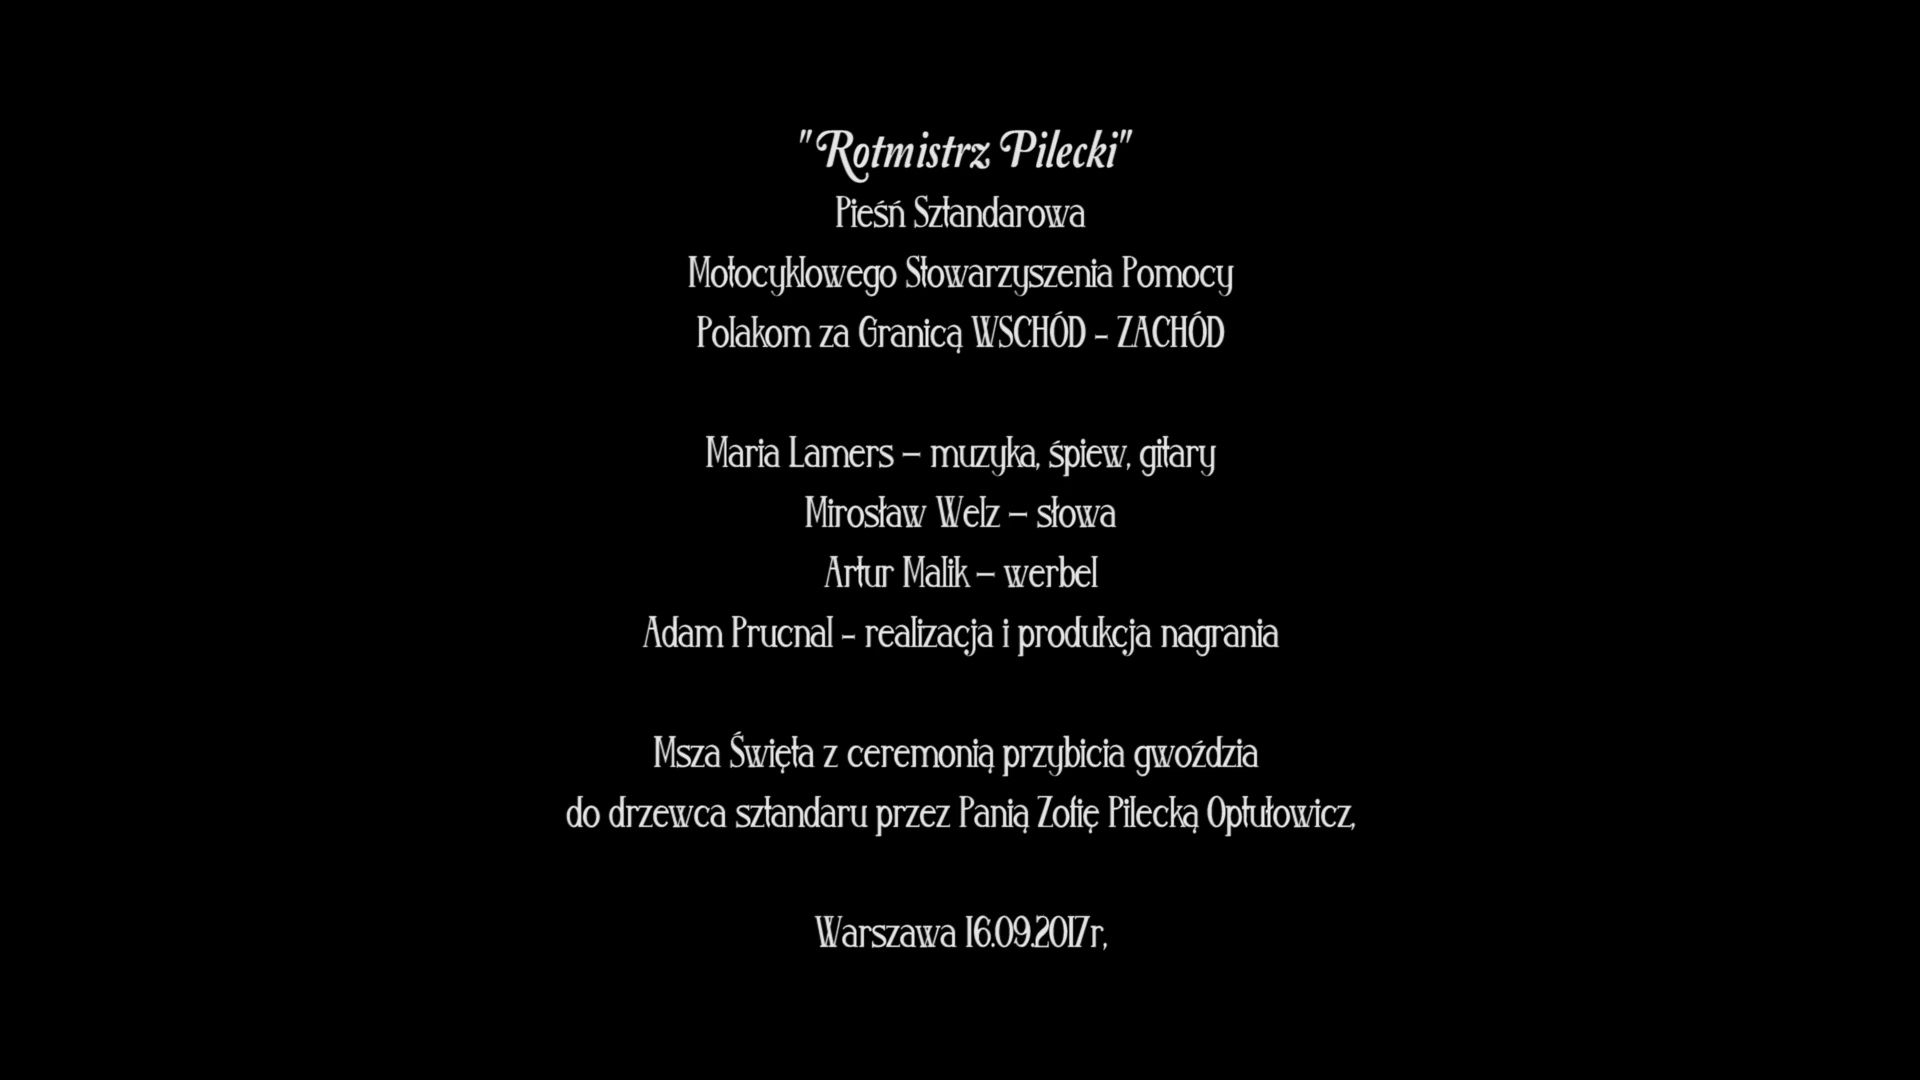 "Rotmistrz Pilecki"
Pieśń Sztandarowa
Motocyklowego Stowarzyszenia Pomocy
Polakom za Granicą WSCHÓD - ZACHÓD
Maria Lamers – muzyka, śpiew, gitary
Mirosław Welz – słowa
Artur Malik – werbel
Adam Prucnal - realizacja i produkcja nagrania
Msza Święta z ceremonią przybicia gwoździa
do drzewca sztandaru przez Panią Zofię Pilecką Optułowicz,
Warszawa 16.09.2017r,